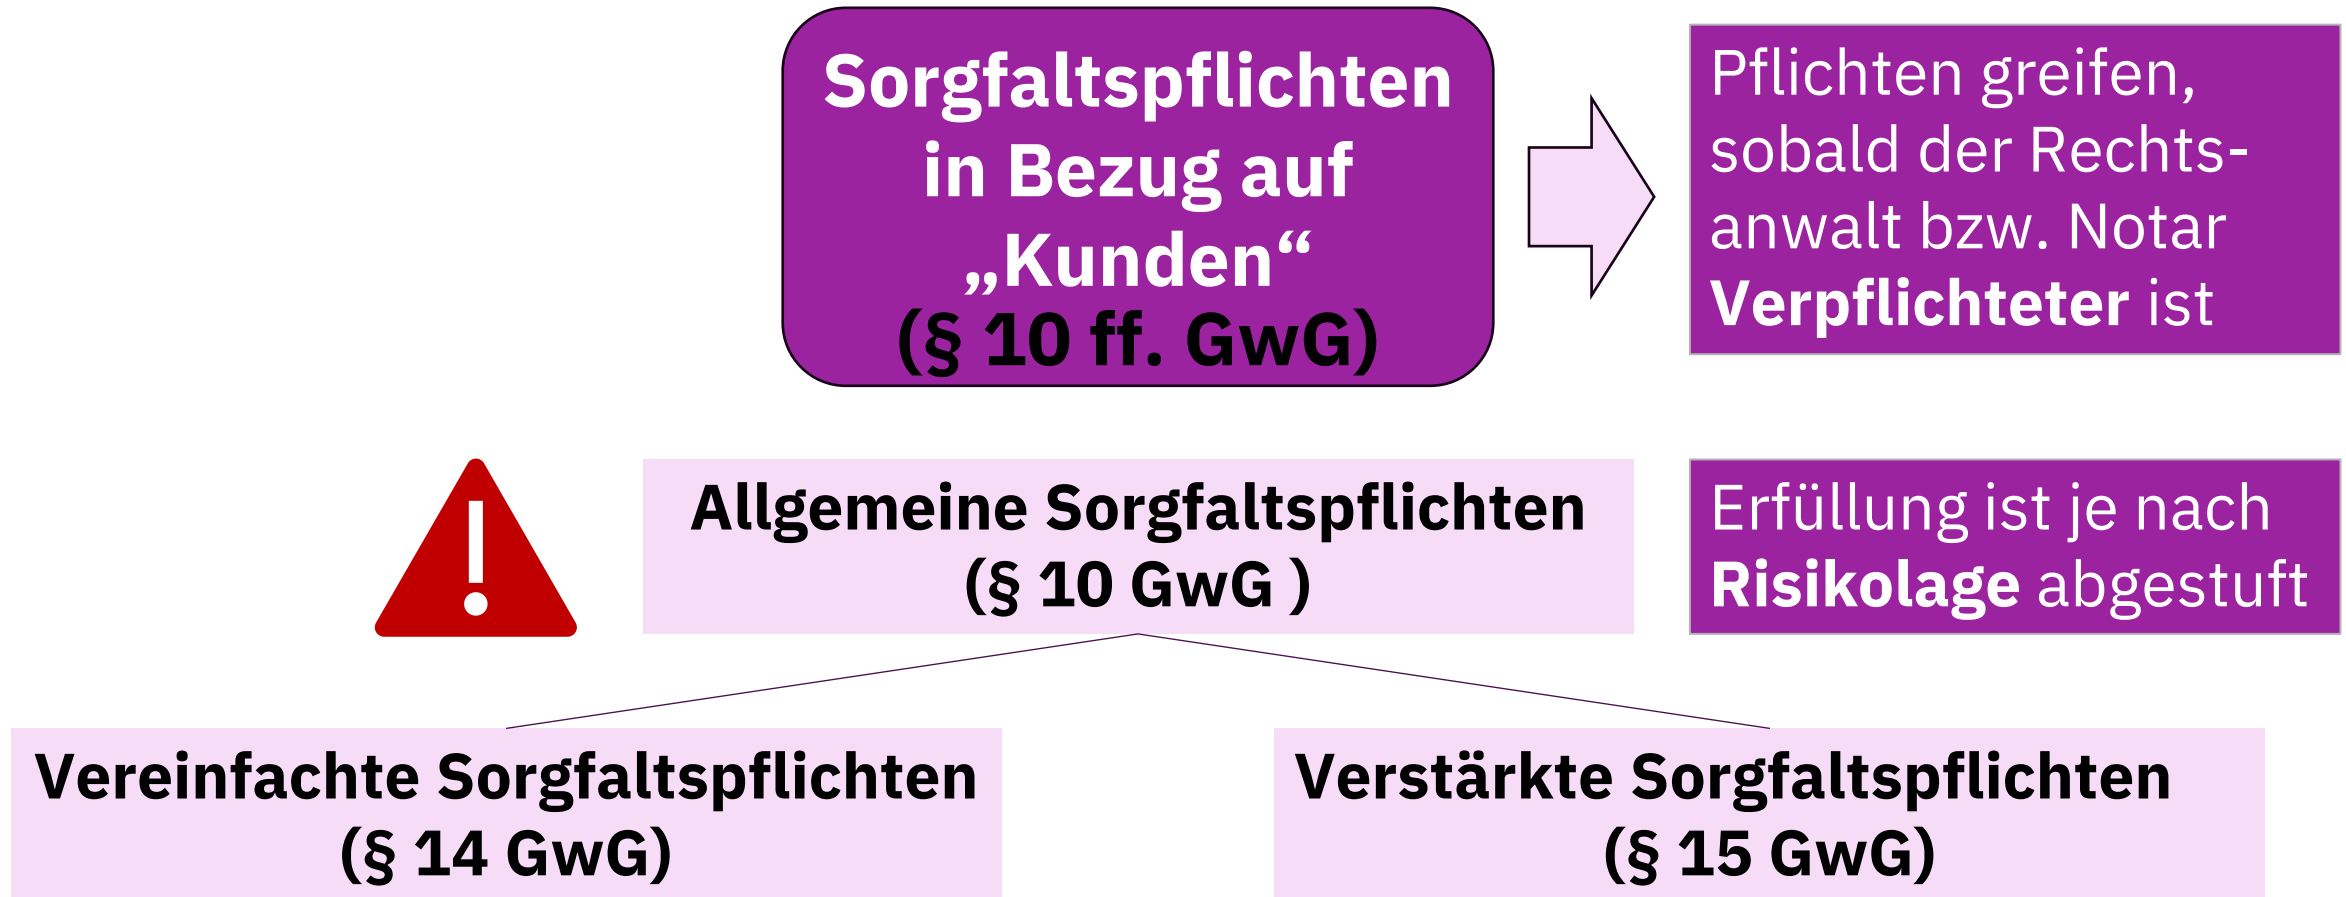 Sorgfaltspflichten
in Bezug auf
„Kunden“
(§ 10 ff. GwG)
Pflichten greifen,
sobald der Rechts-
anwalt bzw. Notar
Verpflichteter ist
Allgemeine Sorgfaltspflichten
(§ 10 GwG )
Erfüllung ist je nach
Risikolage abgestuft
Vereinfachte Sorgfaltspflichten
(§ 14 GwG)
Verstärkte Sorgfaltspflichten
(§ 15 GwG)